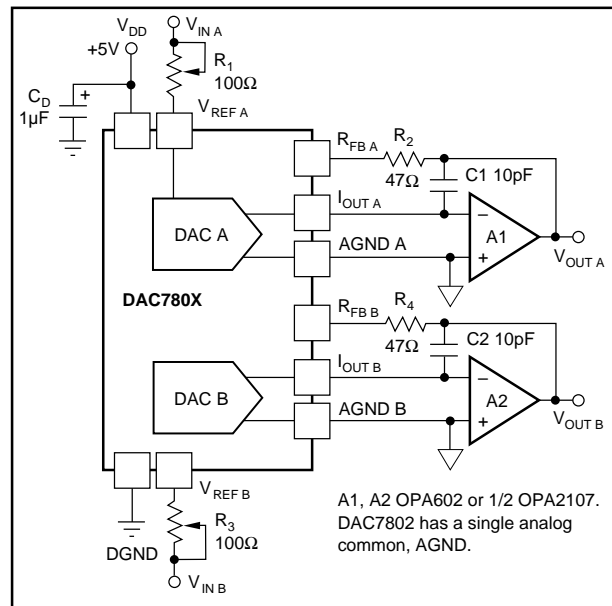 V_DD
+5V
V_IN A
R_1
100Ω
C_D
+
1µF
V_REF A
R_FB A
R_2
47Ω
C1 10pF
I_OUT A
DAC A
AGND A
–
+
A1
V_OUT A
DAC780X
R_FB B
R_4
47Ω
C2 10pF
I_OUT B
DAC B
AGND B
–
+
A2
V_OUT B
V_REF B
DGND
R_3
100Ω
V_IN B
A1, A2 OPA602 or 1/2 OPA2107.
DAC7802 has a single analog
common, AGND.